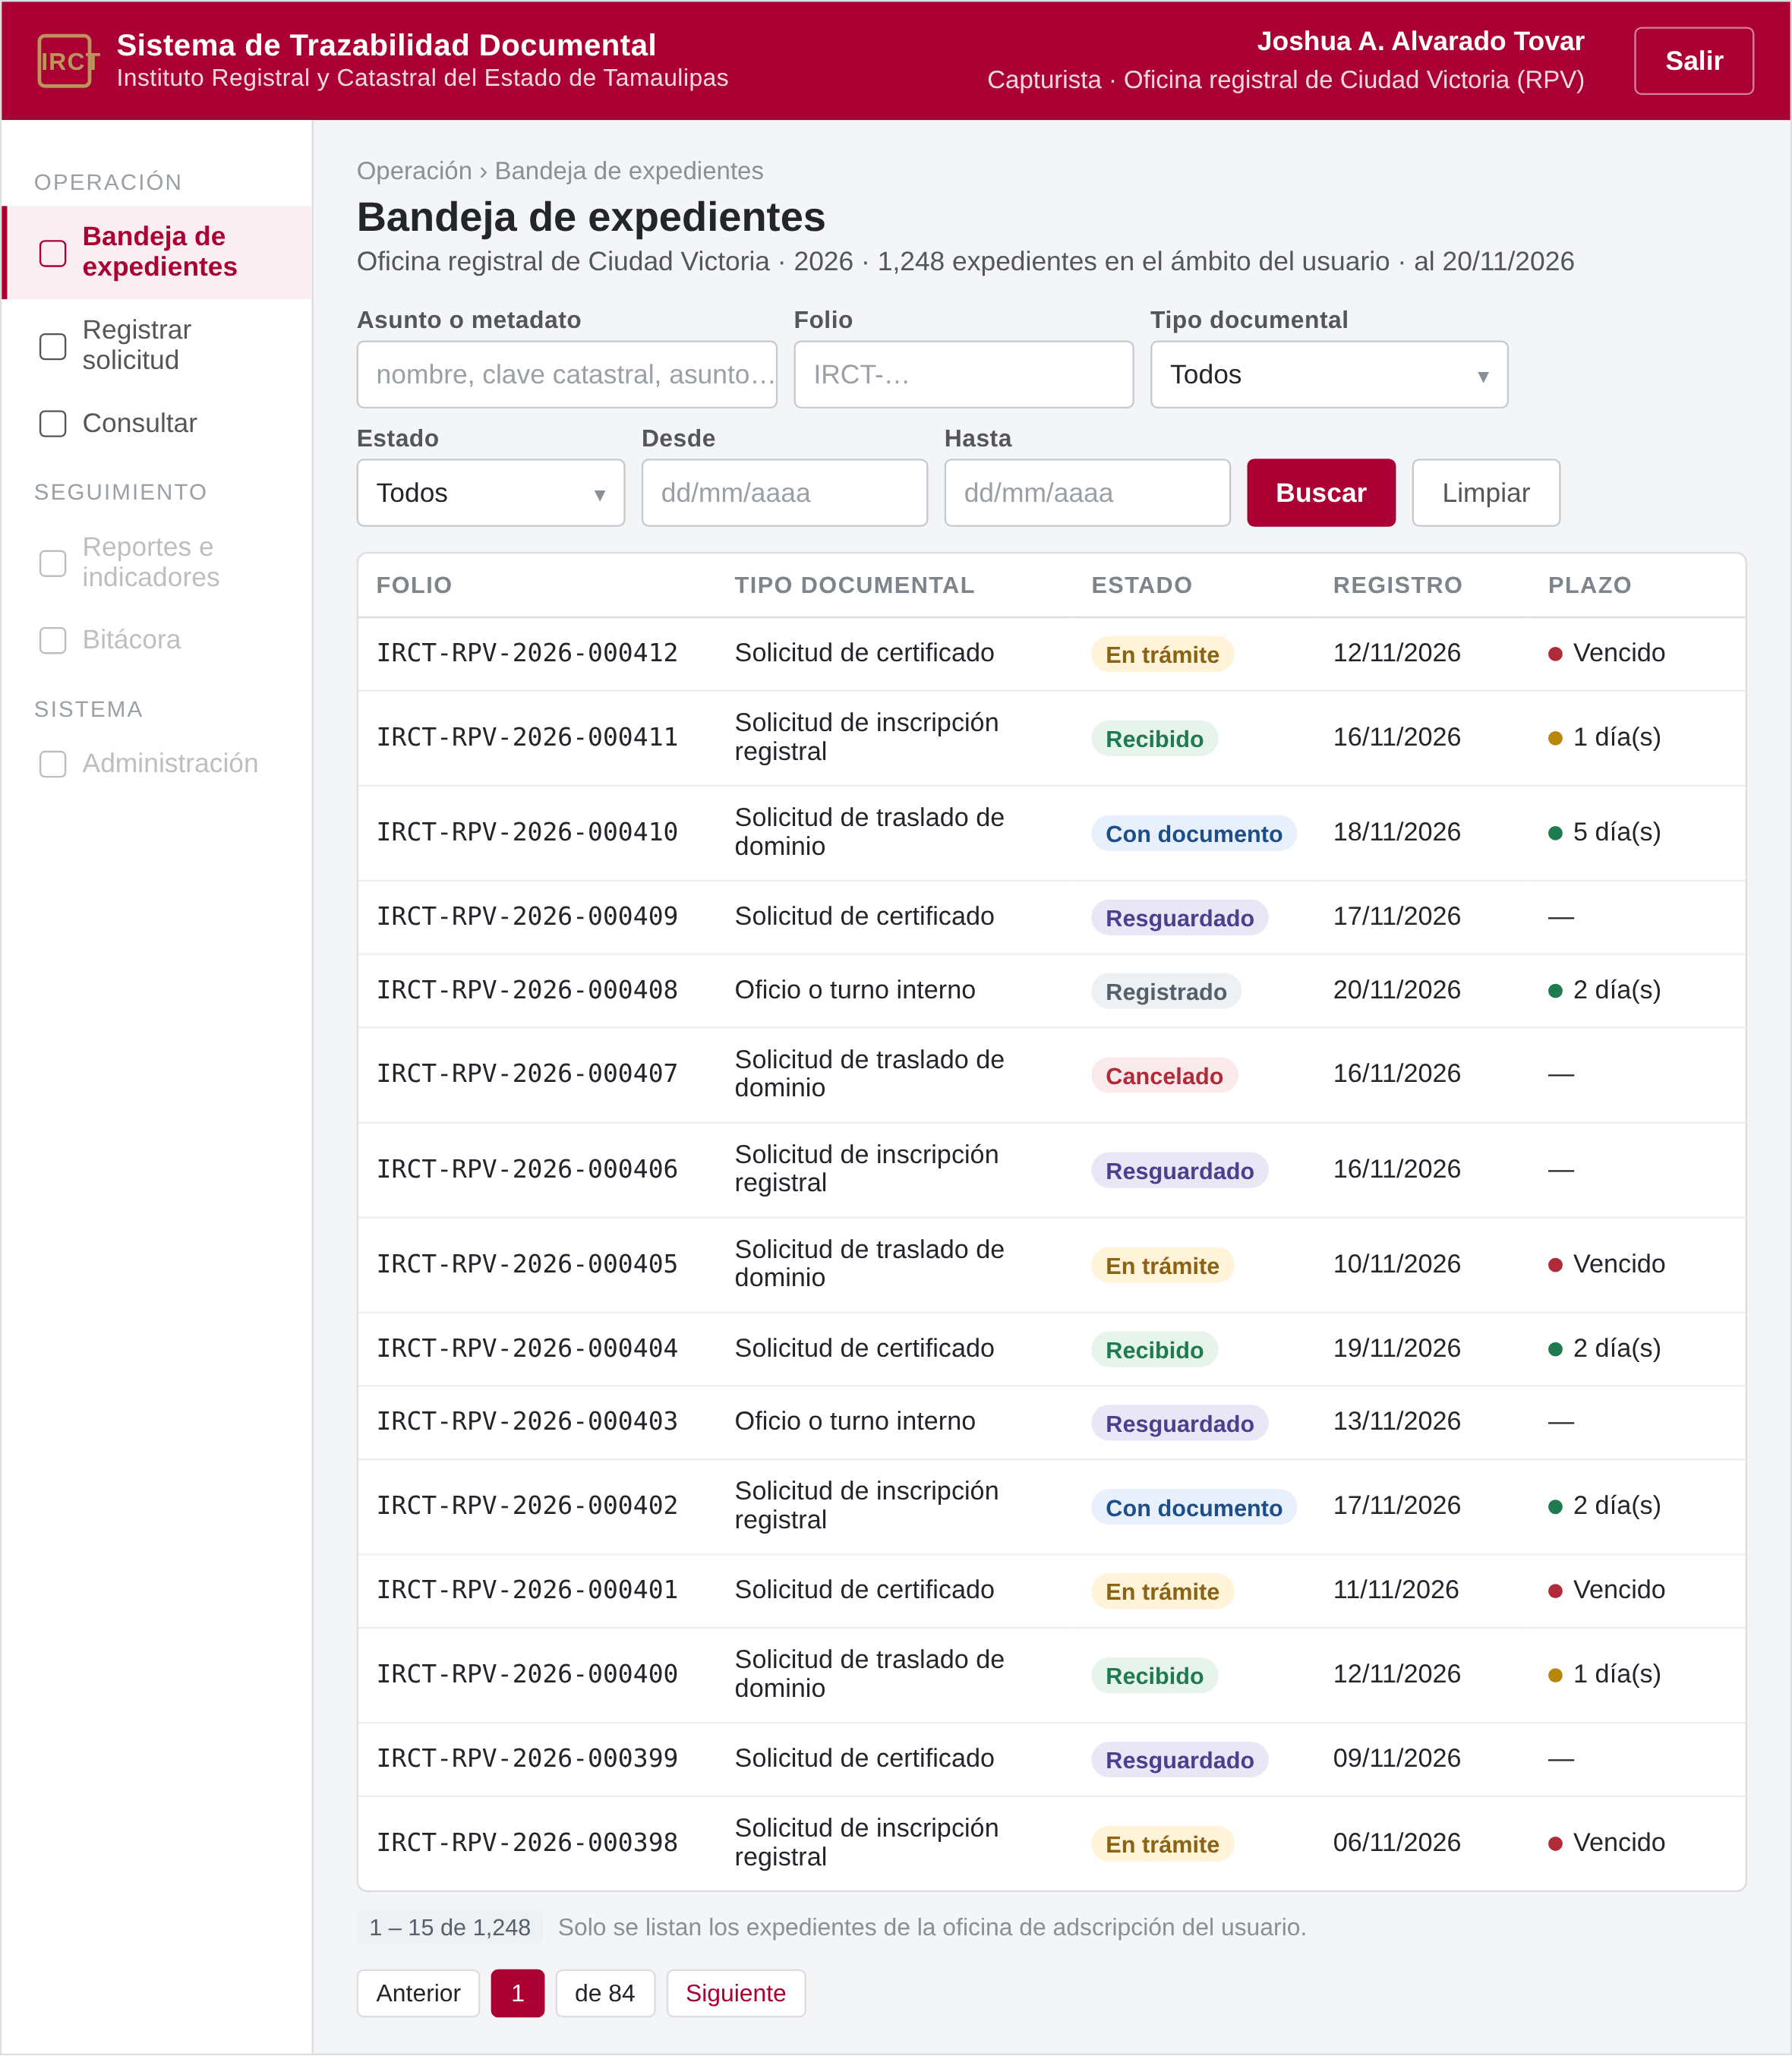 IRCT
Sistema de Trazabilidad Documental
Instituto Registral y Catastral del Estado de Tamaulipas
Joshua A. Alvarado Tovar
Capturista · Oficina registral de Ciudad Victoria (RPV)
Salir
OPERACIÓN
Bandeja de
expedientes
Registrar
solicitud
Consultar
SEGUIMIENTO
Reportes e
indicadores
Bitácora
SISTEMA
Administración
Operación › Bandeja de expedientes
Bandeja de expedientes
Oficina registral de Ciudad Victoria · 2026 · 1,248 expedientes en el ámbito del usuario · al 20/11/2026
Asunto o metadato Folio Tipo documental
nombre, clave catastral, asunto… IRCT-… Todos ▾
Estado Desde Hasta
Todos ▾ dd/mm/aaaa dd/mm/aaaa Buscar Limpiar
FOLIO TIPO DOCUMENTAL ESTADO REGISTRO PLAZO
IRCT-RPV-2026-000412 Solicitud de certificado En trámite 12/11/2026 Vencido
IRCT-RPV-2026-000411 Solicitud de inscripción
registral Recibido 16/11/2026 1 día(s)
IRCT-RPV-2026-000410 Solicitud de traslado de
dominio Con documento 18/11/2026 5 día(s)
IRCT-RPV-2026-000409 Solicitud de certificado Resguardado 17/11/2026 —
IRCT-RPV-2026-000408 Oficio o turno interno Registrado 20/11/2026 2 día(s)
IRCT-RPV-2026-000407 Solicitud de traslado de
dominio Cancelado 16/11/2026 —
IRCT-RPV-2026-000406 Solicitud de inscripción
registral Resguardado 16/11/2026 —
IRCT-RPV-2026-000405 Solicitud de traslado de
dominio En trámite 10/11/2026 Vencido
IRCT-RPV-2026-000404 Solicitud de certificado Recibido 19/11/2026 2 día(s)
IRCT-RPV-2026-000403 Oficio o turno interno Resguardado 13/11/2026 —
IRCT-RPV-2026-000402 Solicitud de inscripción
registral Con documento 17/11/2026 2 día(s)
IRCT-RPV-2026-000401 Solicitud de certificado En trámite 11/11/2026 Vencido
IRCT-RPV-2026-000400 Solicitud de traslado de
dominio Recibido 12/11/2026 1 día(s)
IRCT-RPV-2026-000399 Solicitud de certificado Resguardado 09/11/2026 —
IRCT-RPV-2026-000398 Solicitud de inscripción
registral En trámite 06/11/2026 Vencido
1 – 15 de 1,248 Solo se listan los expedientes de la oficina de adscripción del usuario.
Anterior 1 de 84 Siguiente